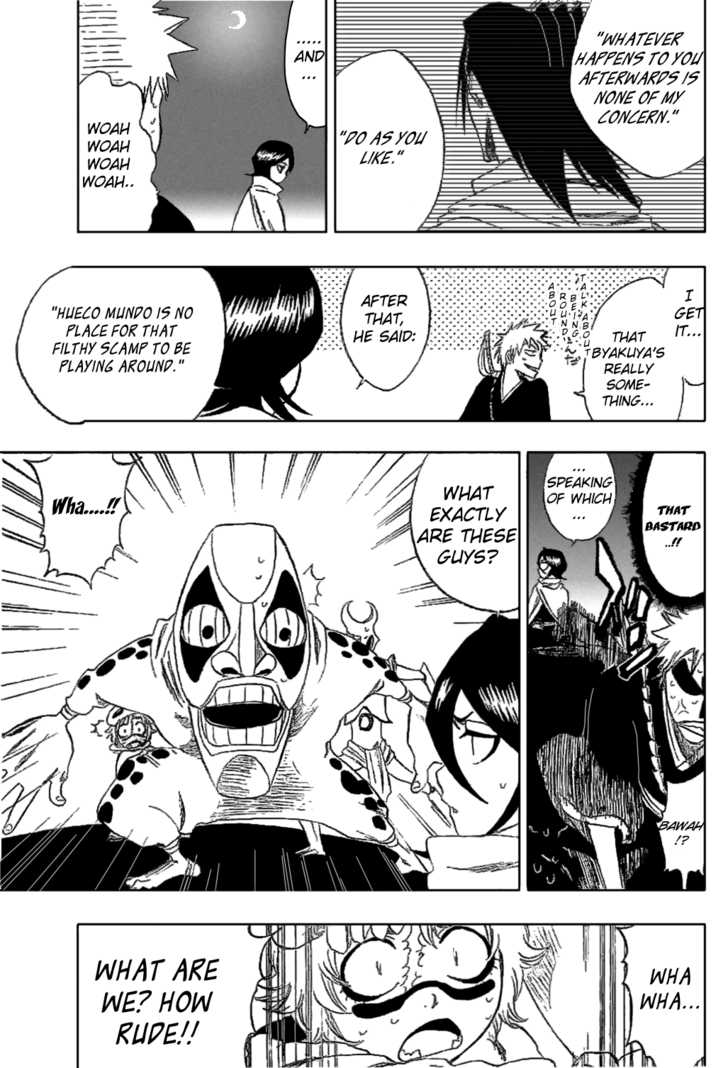 "WHATEVER
HAPPENS TO YOU
AFTERWARDS IS
NONE OF MY
CONCERN."
"DO AS YOU
LIKE."
.....
AND
...
WOAH
WOAH
WOAH
WOAH..
I
GET
IT...
THAT
BYAKUYA'S
REALLY
SOME-
THING...
TALK ABOUT
BEING
ROUND-
ABOUT
AFTER
THAT,
HE SAID:
"HUECO MUNDO IS NO
PLACE FOR THAT
FILTHY SCAMP TO BE
PLAYING AROUND."
THAT
BASTARD
..!!
...
SPEAKING
OF WHICH
...
BAWAH
!?
WHAT
EXACTLY
ARE THESE
GUYS?
Wha....!!
WHA
WHA...
WHAT ARE
WE? HOW
RUDE!!